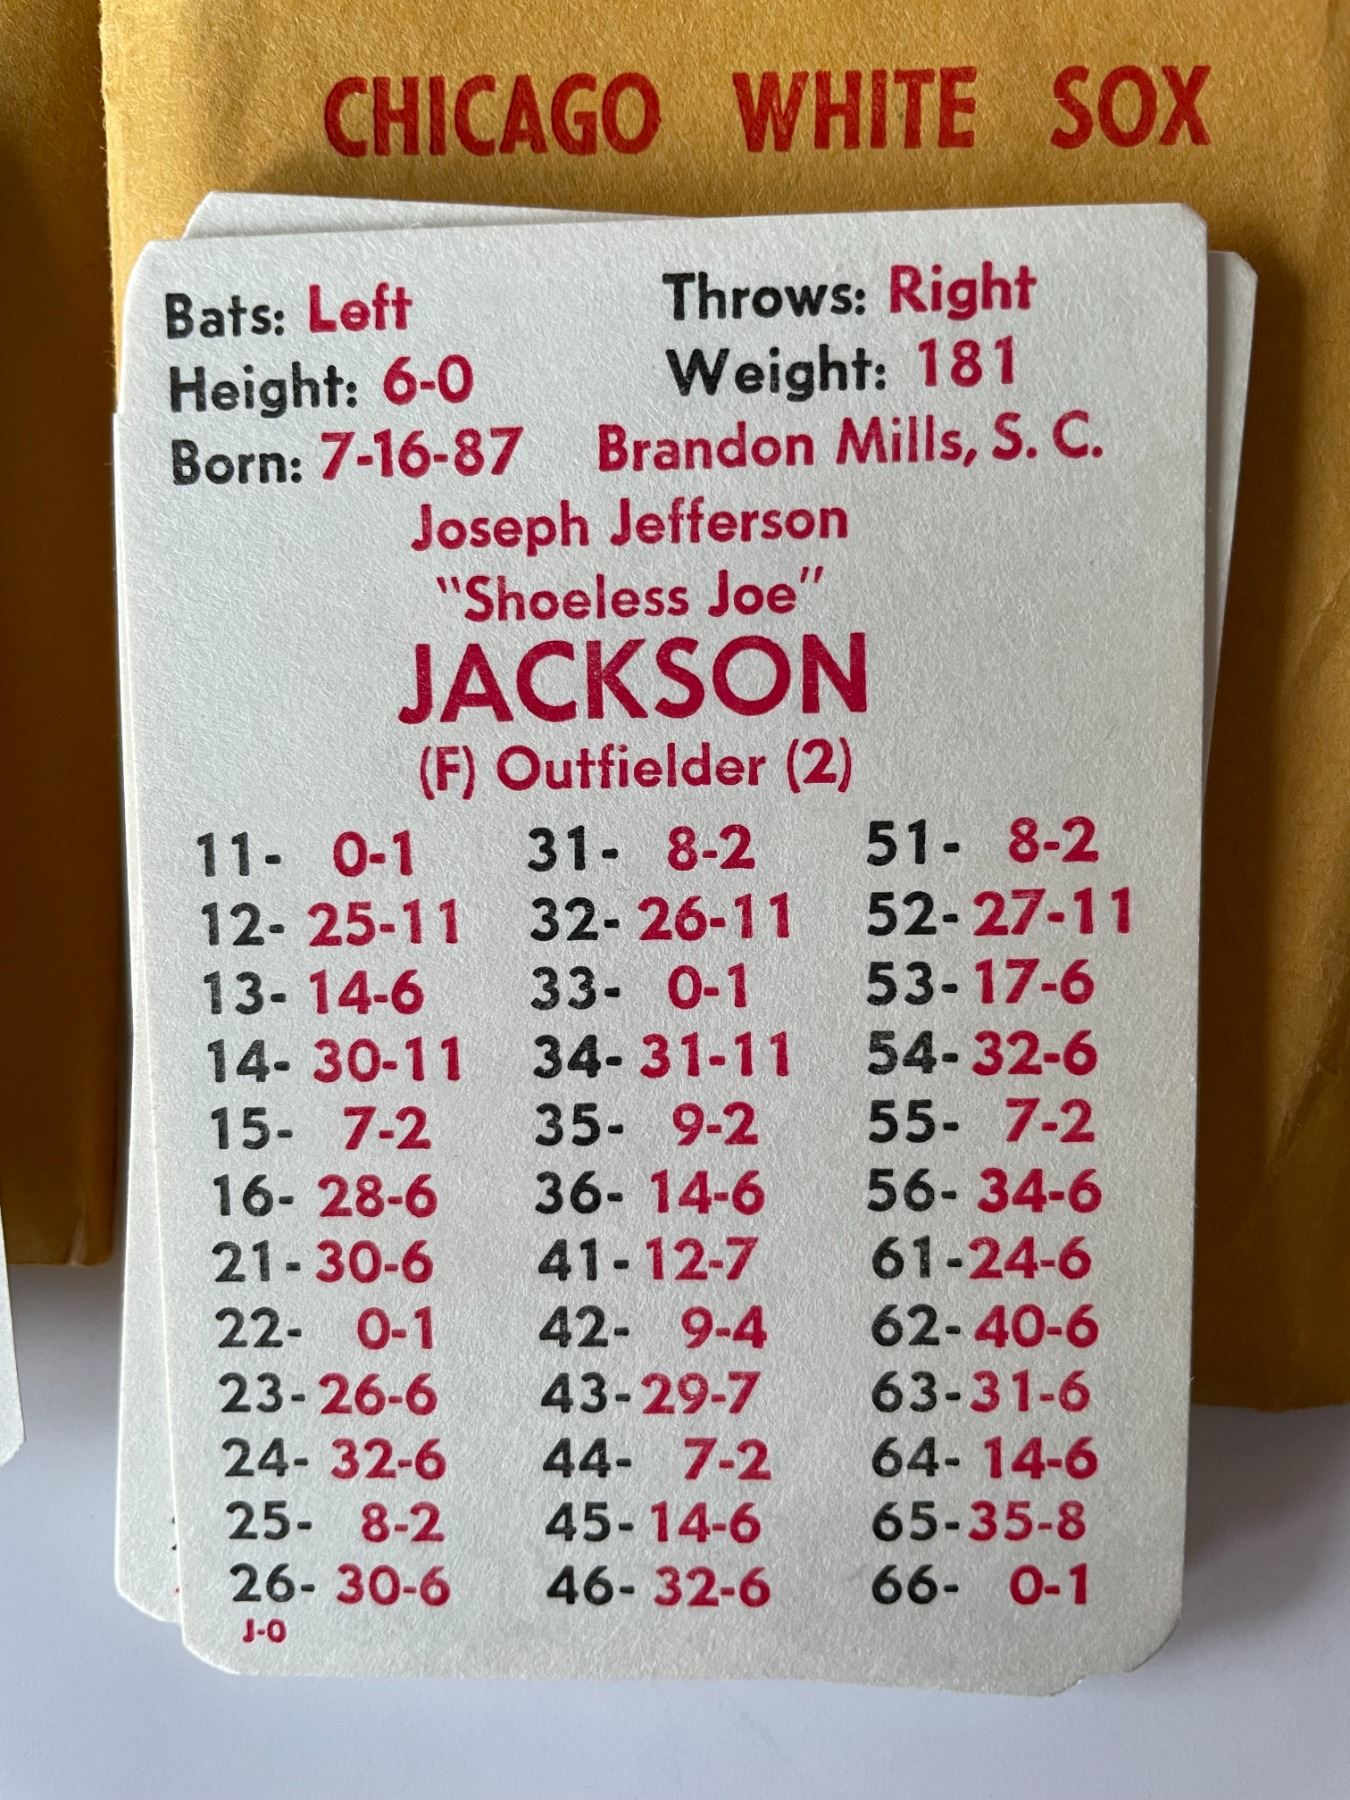 CHICAGO WHITE SOX
Bats: Left Throws: Right
Height: 6-0 Weight: 181
Born: 7-16-87 Brandon Mills, S. C.
Joseph Jefferson
"Shoeless Joe"
JACKSON
(F) Outfielder (2)
11- 0-1 31- 8-2 51- 8-2
12- 25-11 32- 26-11 52- 27-11
13- 14-6 33- 0-1 53- 17-6
14- 30-11 34- 31-11 54- 32-6
15- 7-2 35- 9-2 55- 7-2
16- 28-6 36- 14-6 56- 34-6
21- 30-6 41- 12-7 61- 24-6
22- 0-1 42- 9-4 62- 40-6
23- 26-6 43- 29-7 63- 31-6
24- 32-6 44- 7-2 64- 14-6
25- 8-2 45- 14-6 65- 35-8
26- 30-6 46- 32-6 66- 0-1
J-O